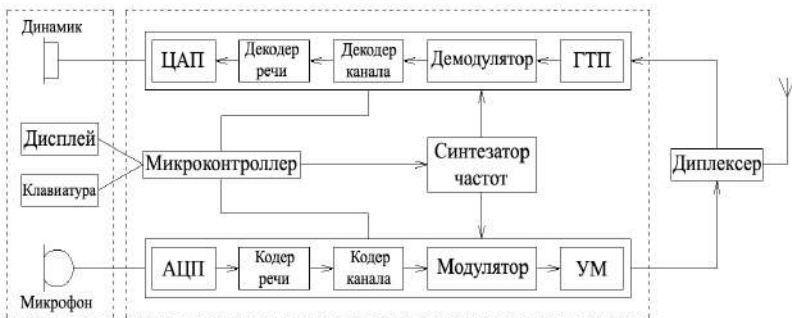 Динамик
ЦАП
Декодер
речи
Декодер
канала
Демодулятор
ГТП
Дисплей
Клавиатура
Микроконтроллер
Синтезатор
частот
Диплексер
АЦП
Кодер
речи
Кодер
канала
Модулятор
УМ
Микрофон